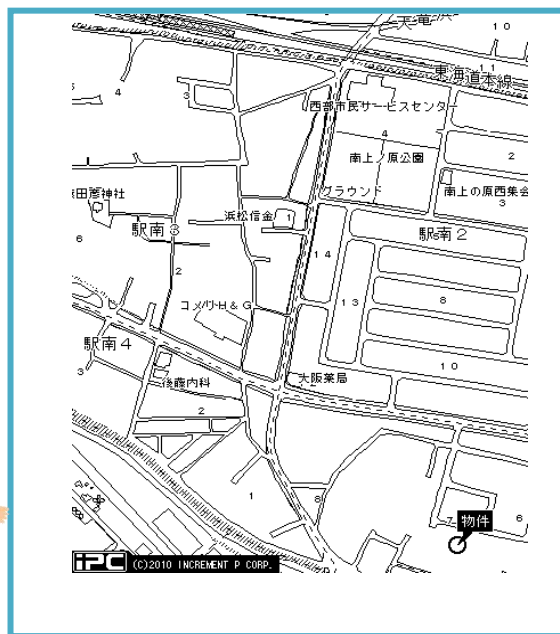 天竜浜
10
11
東海道本線
4
3
西部市民サービスセンター
4
南上ノ原公園
2
グラウンド
南上の原西集会
3
浜松信金
1
駅南3
駅南2
6
2
14
13
8
コメリH&G
駅南4
3
10
大阪薬局
後藤内科
2
1
8
7
物件
6
iPC
(C)2010 INCREMENT P CORP.